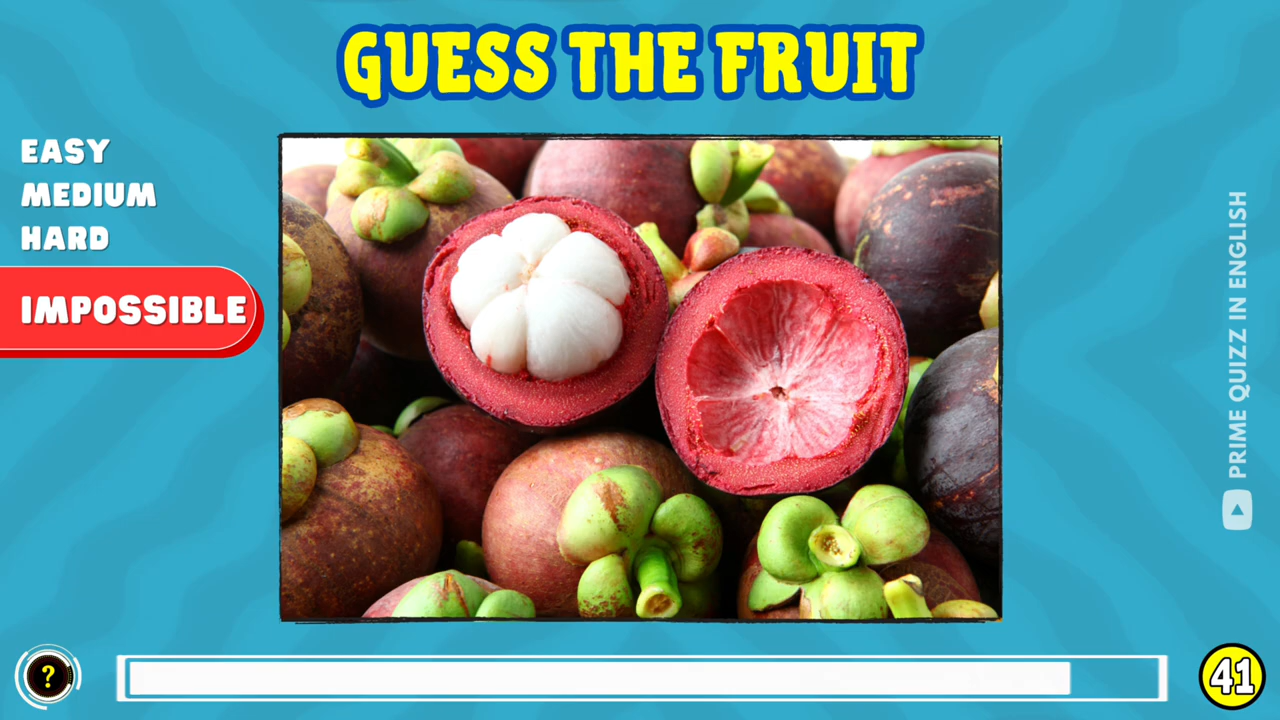 GUESS THE FRUIT
EASY
MEDIUM
HARD
IMPOSSIBLE
PRIME QUIZZ IN ENGLISH
?
41